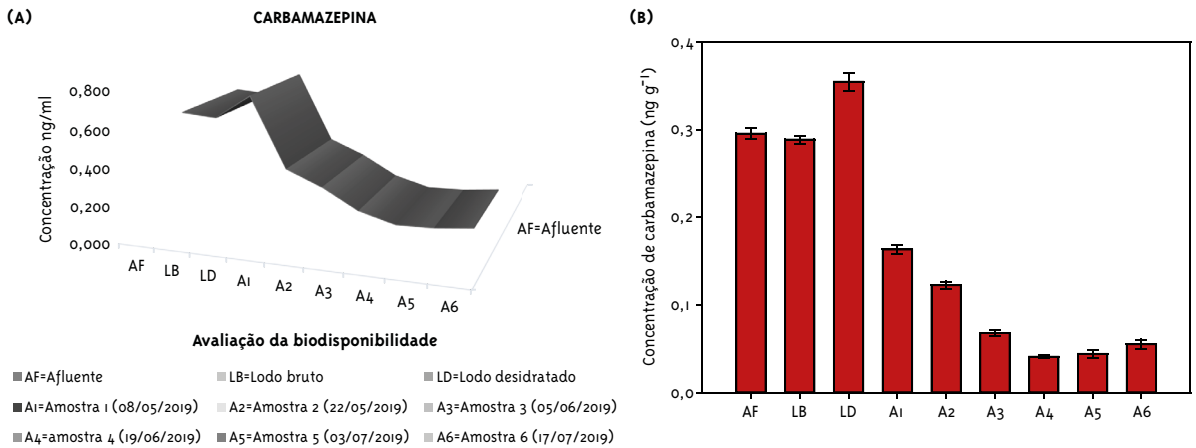 (A)
CARBAMAZEPINA
Concentração ng/ml
0,800
0,600
0,400
0,200
0,000
AF
LB
LD
A1
A2
A3
A4
A5
A6
AF=Afluente
Avaliação da biodisponibilidade
AF=Afluente LB=Lodo bruto LD=Lodo desidratado
A1=Amostra 1 (08/05/2019) A2=Amostra 2 (22/05/2019) A3=Amostra 3 (05/06/2019)
A4=amostra 4 (19/06/2019) A5=Amostra 5 (03/07/2019) A6=Amostra 6 (17/07/2019)
(B)
Concentração de carbamazepina (ng g⁻¹)
0,4
0,3
0,2
0,1
0,0
AF LB LD A1 A2 A3 A4 A5 A6